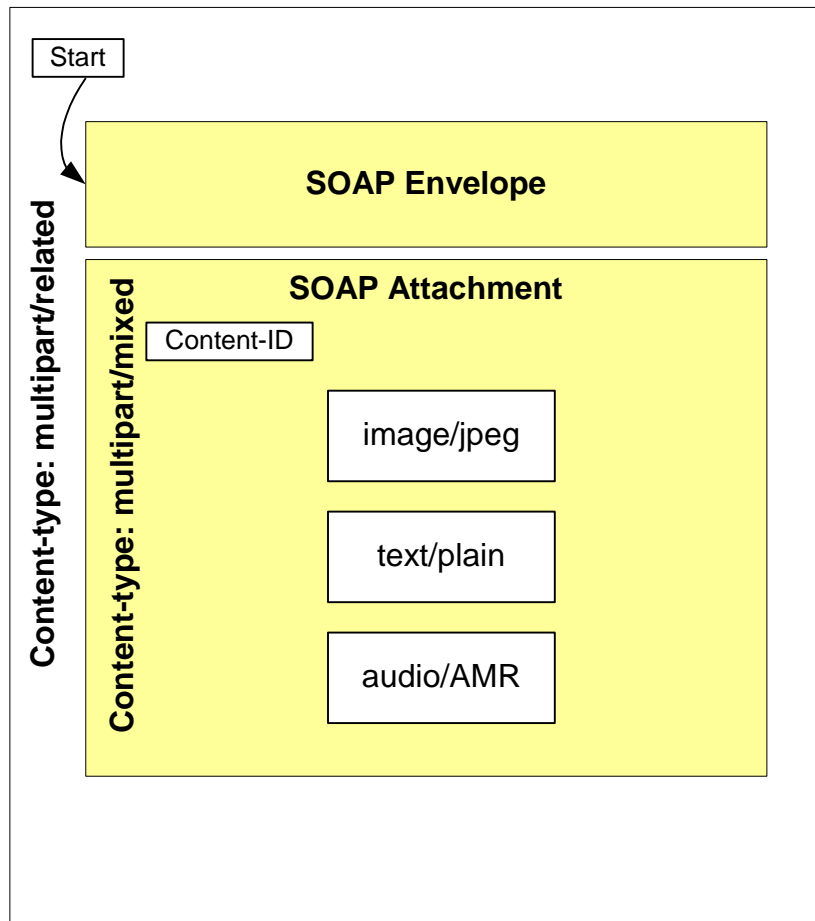 Start
SOAP Envelope
Content-type: multipart/related
SOAP Attachment
Content-type: multipart/mixed
Content-ID
image/jpeg
text/plain
audio/AMR